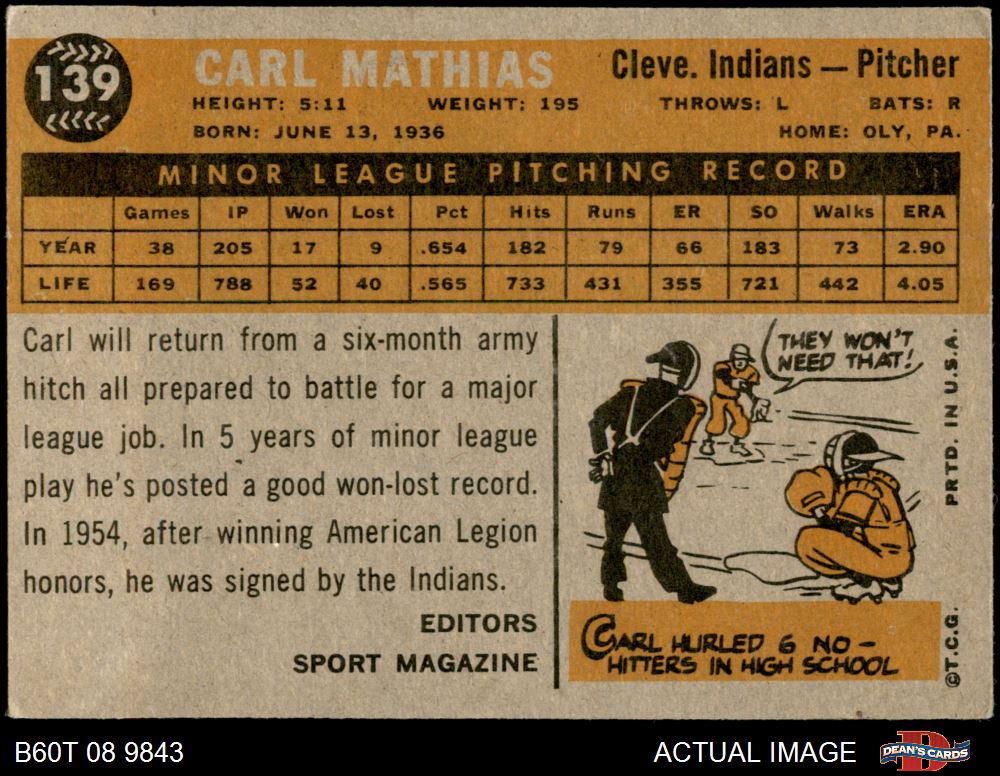 139
CARL MATHIAS
Cleve. Indians — Pitcher
HEIGHT: 5:11 WEIGHT: 195 THROWS: L BATS: R
BORN: JUNE 13, 1936 HOME: OLY, PA.
MINOR LEAGUE PITCHING RECORD
Games IP Won Lost Pct Hits Runs ER SO Walks ERA
YEAR 38 205 17 9 .654 182 79 66 183 73 2.90
LIFE 169 788 52 40 .565 733 431 355 721 442 4.05
Carl will return from a six-month army
hitch all prepared to battle for a major
league job. In 5 years of minor league
play he's posted a good won-lost record.
In 1954, after winning American Legion
honors, he was signed by the Indians.
EDITORS
SPORT MAGAZINE
THEY WON'T
NEED THAT!
CARL HURLED 6 NO-
HITTERS IN HIGH SCHOOL
©T.C.G. PRTD. IN U.S.A.
B60T 08 9843
ACTUAL IMAGE
DEAN'S CARDS